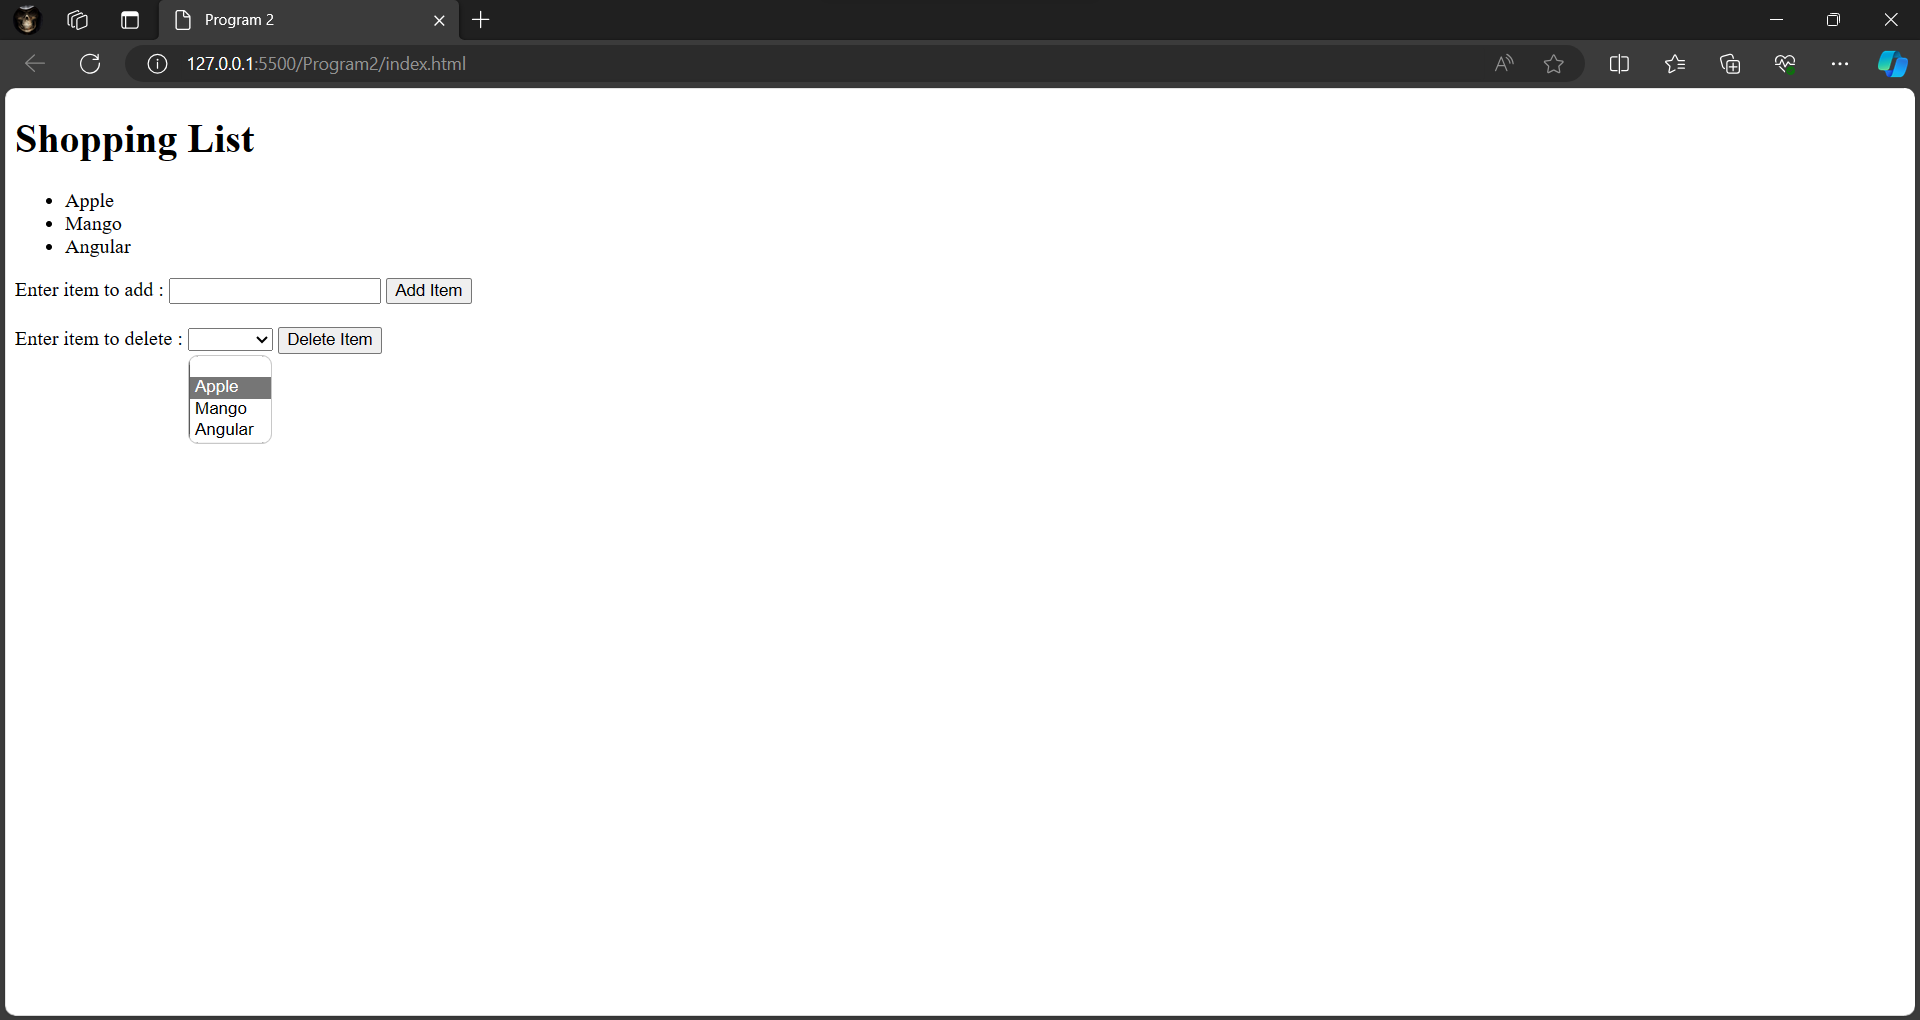 Program 2
127.0.0.1:5500/Program2/index.html
Shopping List
Apple
Mango
Angular
Enter item to add : Add Item
Enter item to delete : Delete Item
Apple
Mango
Angular